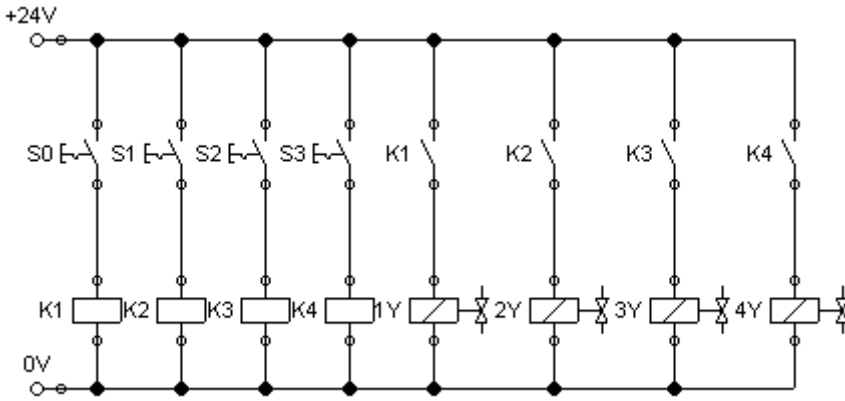 +24V
S0 S1 S2 S3 K1 K2 K3 K4
K1 K2 K3 K4 1Y 2Y 3Y 4Y
0V